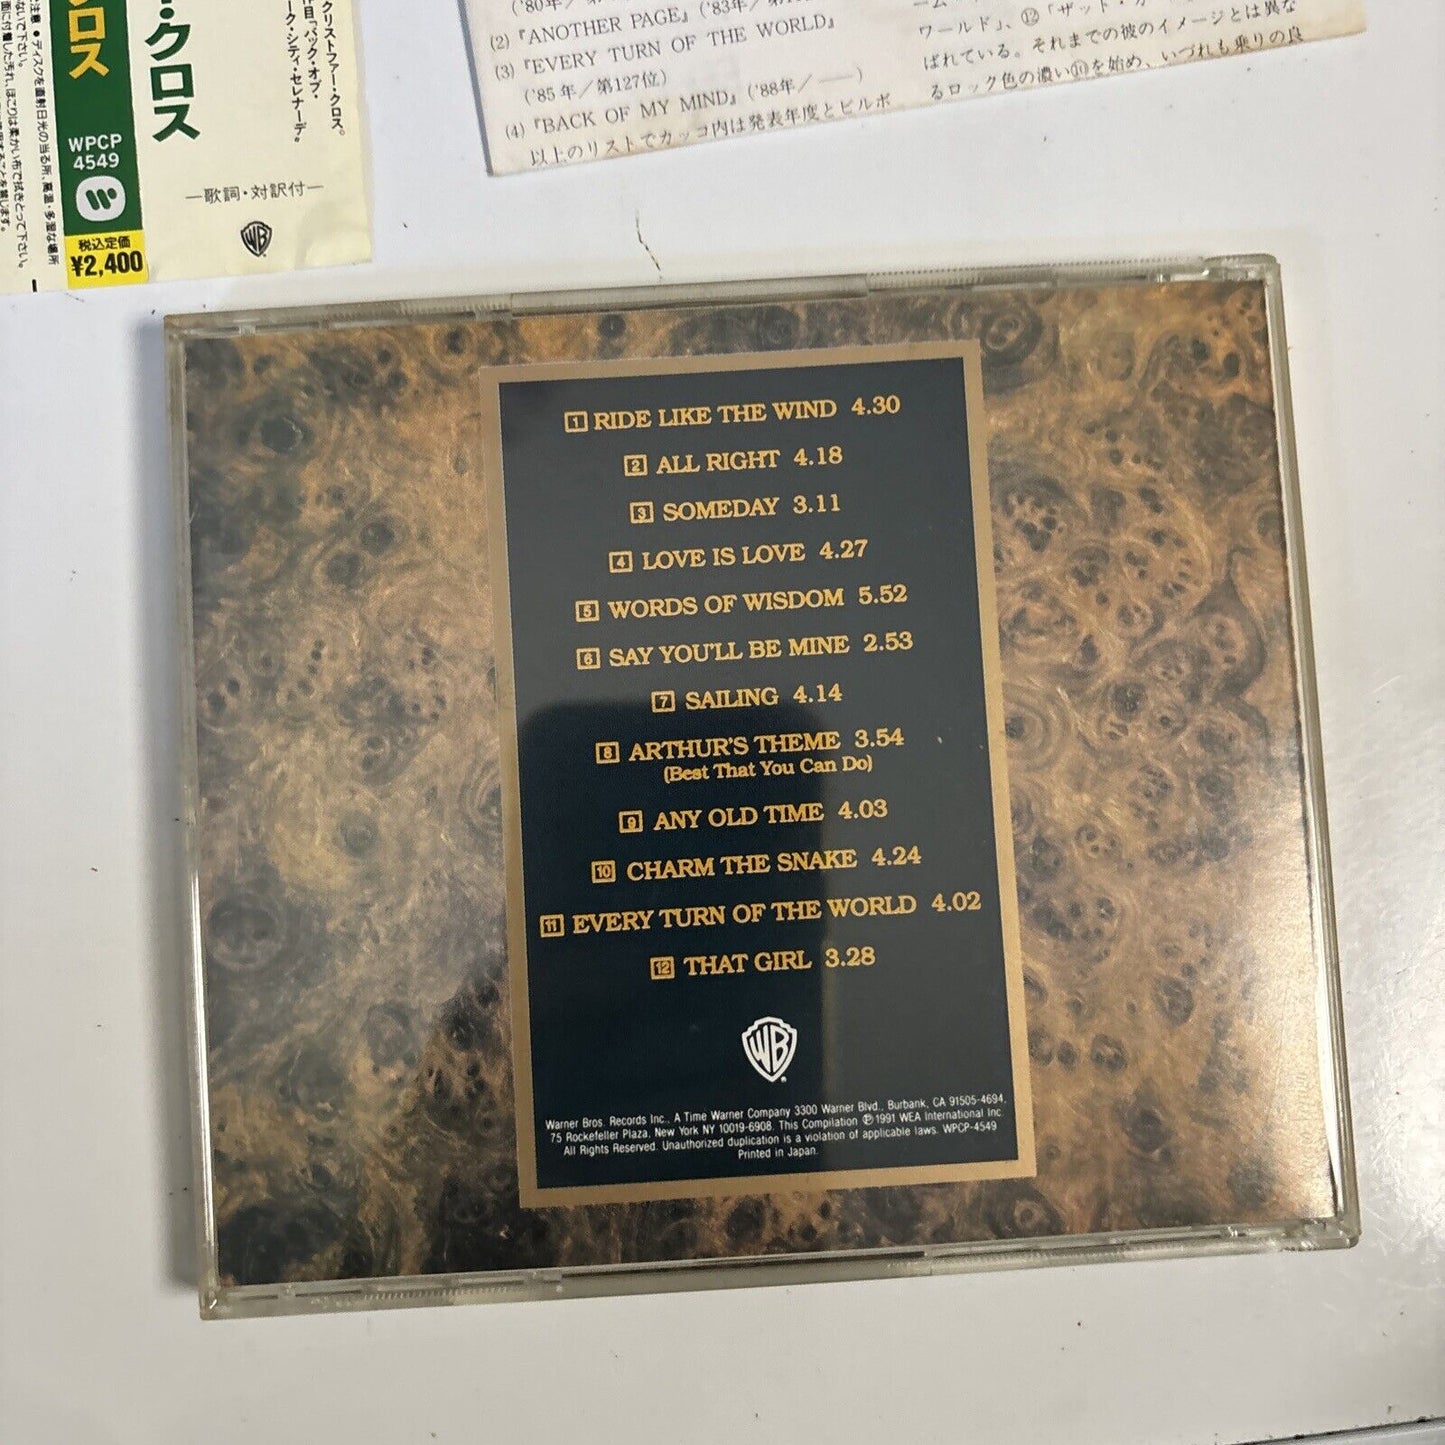 クロス
WPCP
4549
税込定価
¥2,400
・クロス
クリストファー・クロス。
「バック・オブ・
ーク・シティ・セレナーデ。
―歌詞・対訳付―
WB
(2)『ANOTHER PAGE』('83年/第11
(3)『EVERY TURN OF THE WORLD』
('85年/第127位)
(4)『BACK OF MY MIND』('88年/――)
以上のリストでカッコ内は発表年度とビルボ
ワールド」、⑫「ザット・ガ
ばれている。それまでの彼のイメージとは異な
るロック色の濃い⑩を始め、いづれも乗りの良
1 RIDE LIKE THE WIND 4.30
2 ALL RIGHT 4.18
3 SOMEDAY 3.11
4 LOVE IS LOVE 4.27
5 WORDS OF WISDOM 5.52
6 SAY YOU'LL BE MINE 2.53
7 SAILING 4.14
8 ARTHUR'S THEME 3.54
(Best That You Can Do)
9 ANY OLD TIME 4.03
10 CHARM THE SNAKE 4.24
11 EVERY TURN OF THE WORLD 4.02
12 THAT GIRL 3.28
WB
Warner Bros. Records Inc., A Time Warner Company 3300 Warner Blvd., Burbank, CA 91505-4694.
75 Rockefeller Plaza, New York NY 10019-6908. This Compilation ℗ 1991 WEA International Inc.
All Rights Reserved. Unauthorized duplication is a violation of applicable laws. WPCP-4549
Printed in Japan.